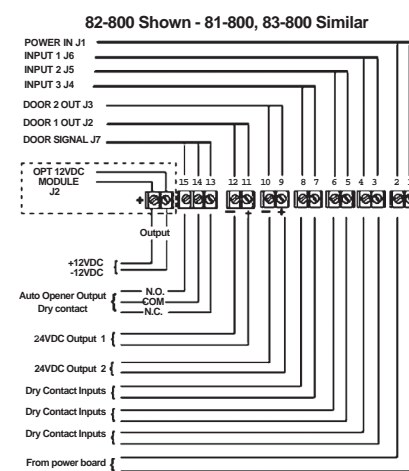 82-800 Shown - 81-800, 83-800 Similar
POWER IN J1
INPUT 1 J6
INPUT 2 J5
INPUT 3 J4
DOOR 2 OUT J3
DOOR 1 OUT J2
DOOR SIGNAL J7
OPT 12VDC
MODULE
J2
15 14 13 12 11 10 9 8 7 6 5 4 3 2
+
– + – +
Output
+12VDC
-12VDC
N.O.
Auto Opener Output
COM
Dry contact
N.C.
24VDC Output 1
24VDC Output 2
Dry Contact Inputs
Dry Contact Inputs
Dry Contact Inputs
From power board